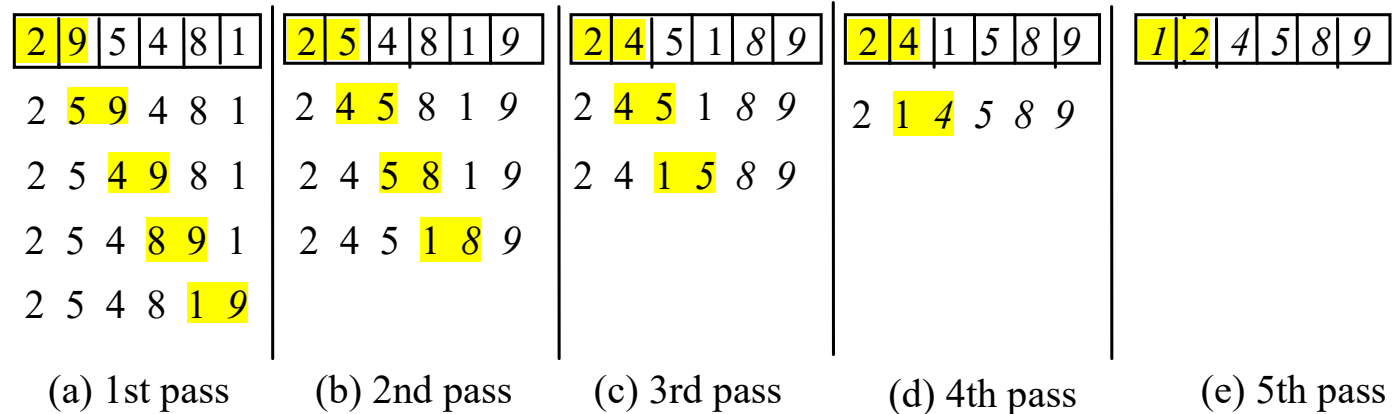 2 9 5 4 8 1
2 5 9 4 8 1
2 5 4 9 8 1
2 5 4 8 9 1
2 5 4 8 1 9
(a) 1st pass
2 5 4 8 1 9
2 4 5 8 1 9
2 4 5 8 1 9
2 4 5 1 8 9
(b) 2nd pass
2 4 5 1 8 9
2 4 5 1 8 9
2 4 1 5 8 9
(c) 3rd pass
2 4 1 5 8 9
2 1 4 5 8 9
(d) 4th pass
1 2 4 5 8 9
(e) 5th pass